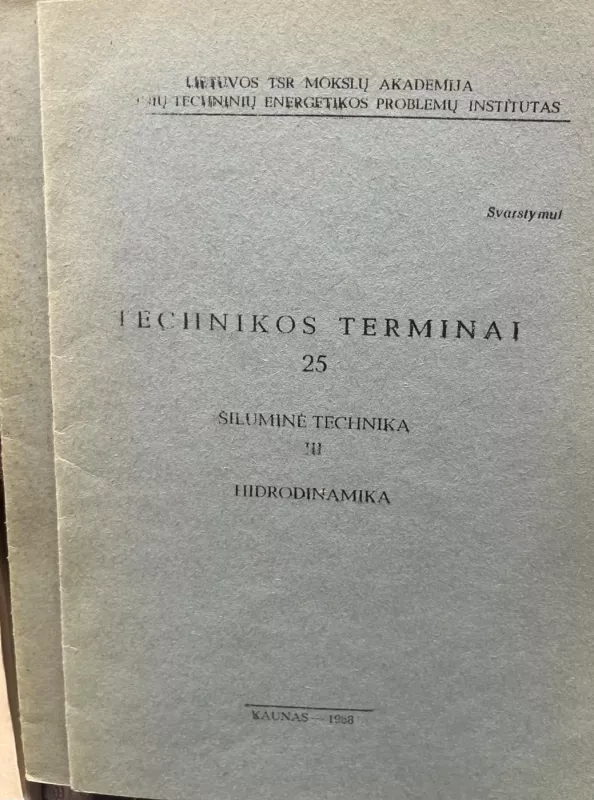 LIETUVOS TSR MOKSLŲ AKADEMIJA
TECHNINIŲ ENERGETIKOS PROBLEMŲ INSTITUTAS
Svarstymui
TECHNIKOS TERMINAI
25
ŠILUMINĖ TECHNIKA
III
HIDRODINAMIKA
KAUNAS — 1988